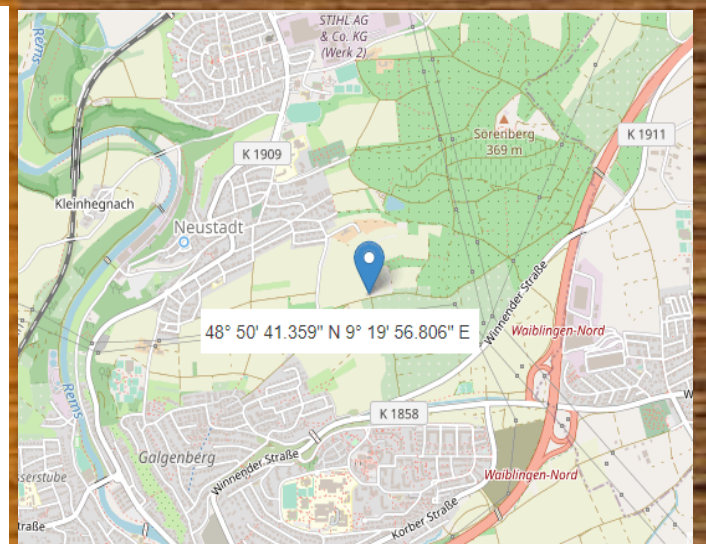 STIHL AG
& Co. KG
(Werk 2)
Rems
Sörenberg
369 m
K 1911
K 1909
Kleinhegnach
Neustadt
48° 50' 41.359" N 9° 19' 56.806" E
Winnender Straße
Waiblingen-Nord
Rems
K 1858
W
Galgenberg
Winnender Straße
sserstube
Waiblingen-Nord
Korber Straße
traße